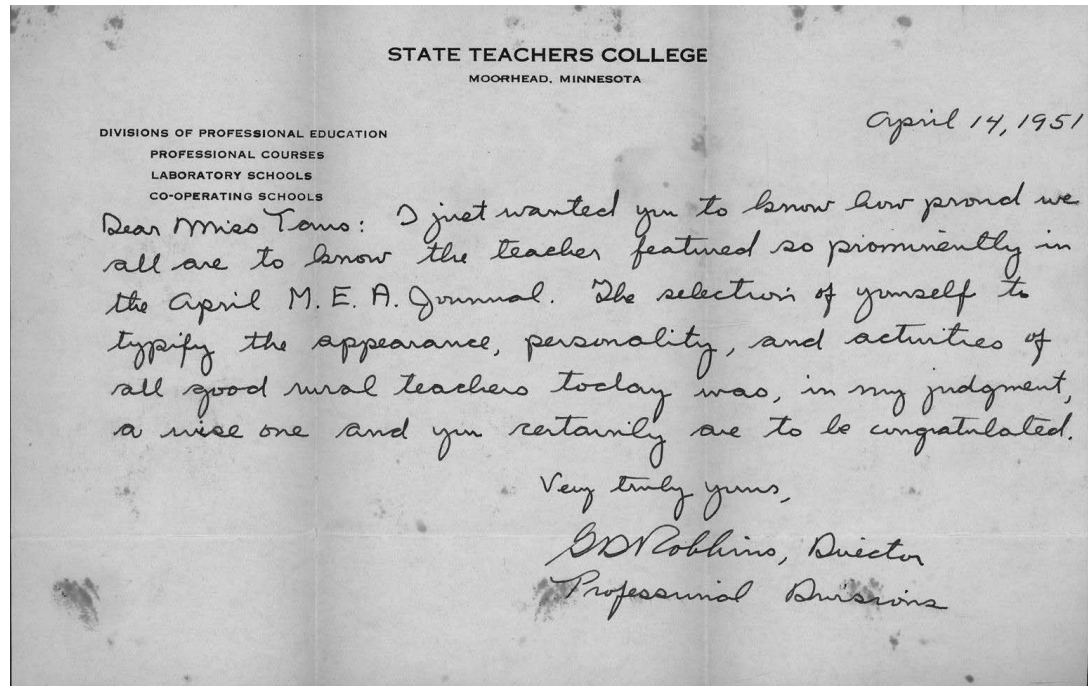 STATE TEACHERS COLLEGE
MOORHEAD, MINNESOTA
April 14, 1951
DIVISIONS OF PROFESSIONAL EDUCATION
PROFESSIONAL COURSES
LABORATORY SCHOOLS
CO-OPERATING SCHOOLS
Dear Miss : I just wanted you to know how proud we
all are to know the teacher featured so prominently in
the April M. E. A. Journal. The selection of yourself to
typify the appearance, personality, and activities of
all good rural teachers today was, in my judgment,
a wise one and you certainly are to be congratulated.
Very truly yours,
Robbins, Director
Professional Divisions